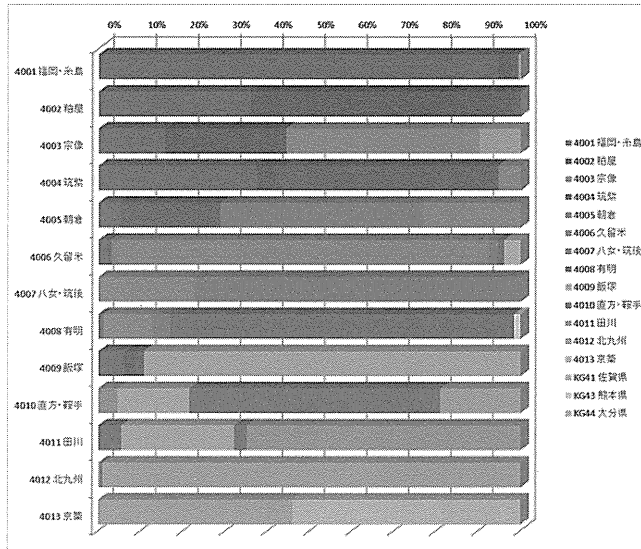 0% 10% 20% 30% 40% 50% 60% 70% 80% 90% 100%
4001 福岡・糸島
4002 粕屋
4003 宗像
4004 筑紫
4005 朝倉
4006 久留米
4007 八女・筑後
4008 有明
4009 飯塚
4010 直方・鞍手
4011 田川
4012 北九州
4013 京築
4001 福岡・糸島
4002 粕屋
4003 宗像
4004 筑紫
4005 朝倉
4006 久留米
4007 八女・筑後
4008 有明
4009 飯塚
4010 直方・鞍手
4011 田川
4012 北九州
4013 京築
KG41 佐賀県
KG43 熊本県
KG44 大分県